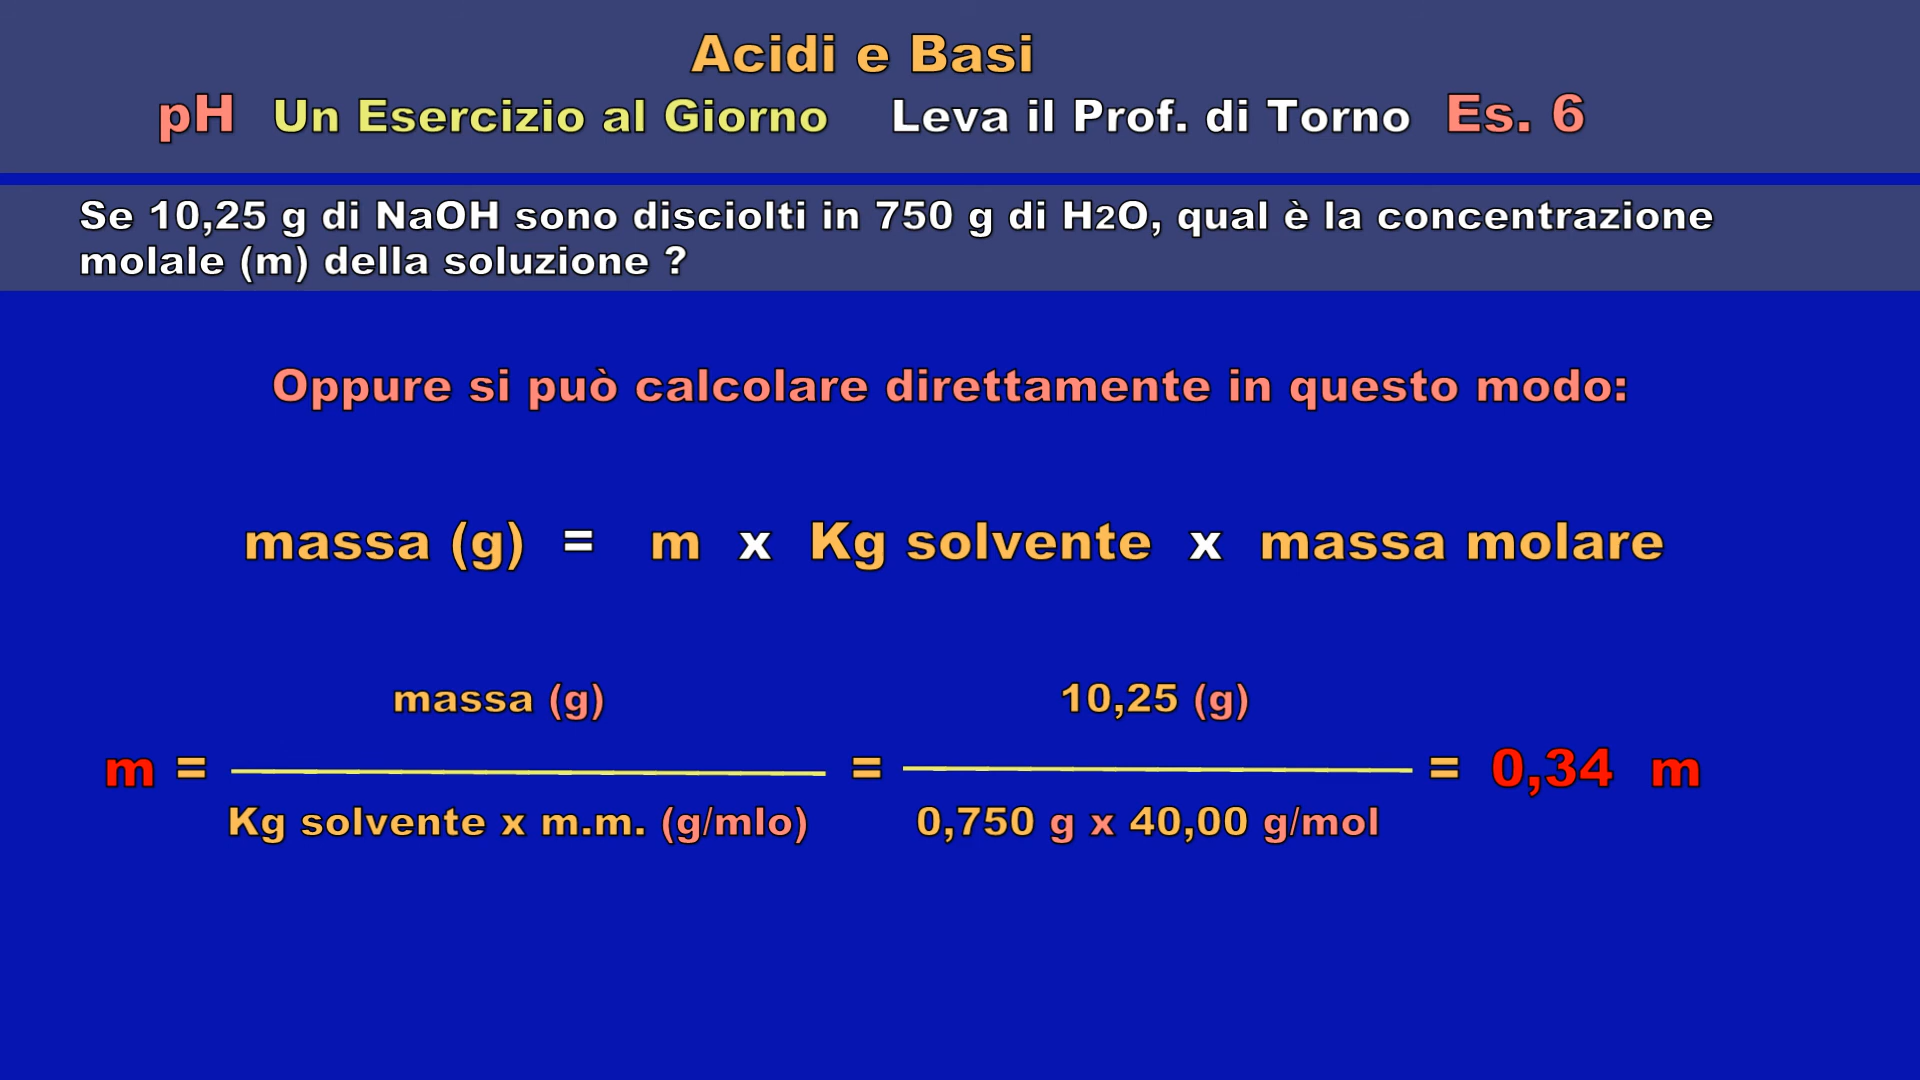 Acidi e Basi
pH Un Esercizio al Giorno Leva il Prof. di Torno Es. 6
Se 10,25 g di NaOH sono disciolti in 750 g di H2O, qual è la concentrazione
molale (m) della soluzione ?
Oppure si può calcolare direttamente in questo modo:
massa (g) = m x Kg solvente x massa molare
massa (g) 10,25 (g)
m = = = 0,34 m
Kg solvente x m.m. (g/mlo) 0,750 g x 40,00 g/mol